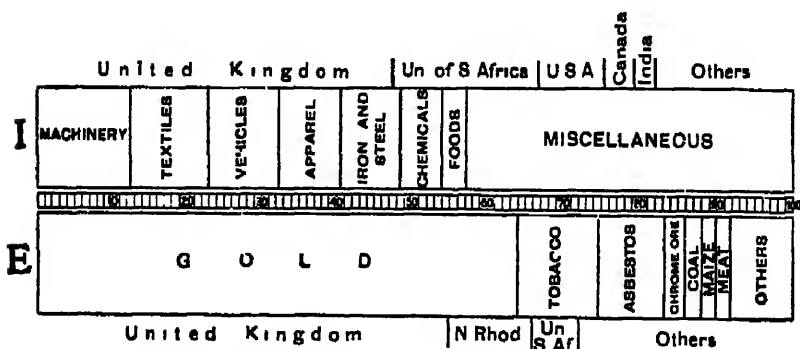 United Kingdom Un of S Africa USA Canada India Others
I MACHINERY TEXTILES VEHICLES APPAREL IRON AND STEEL CHEMICALS FOODS MISCELLANEOUS
10 20 30 40 50 60 70 80 90 100
E GOLD TOBACCO ASBESTOS CHROME ORE COAL MAIZE MEAT OTHERS
United Kingdom N Rhod Un S Af Others